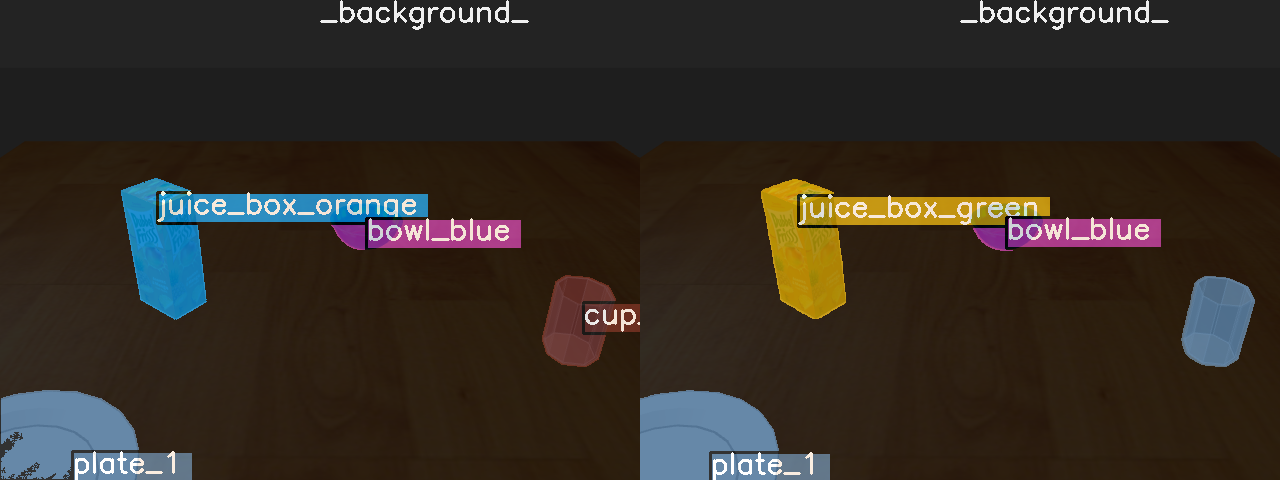 _background_
_background_
juice_box_orange
juice_box_green
bowl_blue
bowl_blue
cup.
plate_1
plate_1